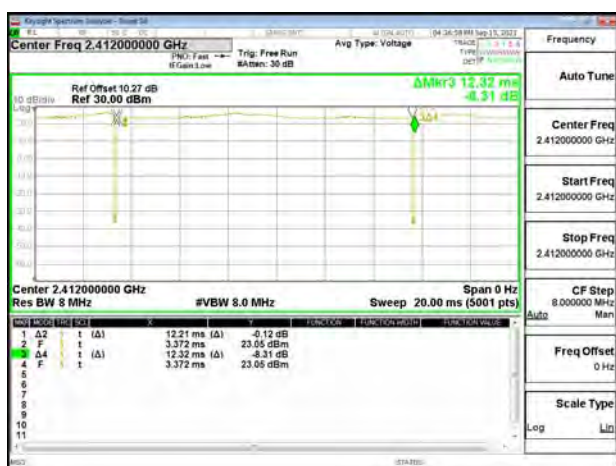 Keysight Spectrum Analyzer - Swept SA
04:36:58 PM Sep 15, 2021
Center Freq 2.412000000 GHz
PNO: Fast
IFGain:Low
Trig: Free Run
#Atten: 30 dB
Avg Type: Voltage
TRACE
TYPE
DET
Frequency
Auto Tune
Center Freq
2.412000000 GHz
Start Freq
2.412000000 GHz
Stop Freq
2.412000000 GHz
CF Step
8.000000 MHz
Auto Man
Freq Offset
0 Hz
Scale Type
Log Lin
Ref Offset 10.27 dB
Ref 30.00 dBm
10 dB/div
Log
ΔMkr3 12.32 ms
-8.31 dB
Center 2.412000000 GHz
Res BW 8 MHz
#VBW 8.0 MHz
Span 0 Hz
Sweep 20.00 ms (5001 pts)
MKR MODE TRC SCL X Y FUNCTION FUNCTION WIDTH FUNCTION VALUE
1 Δ2 t (Δ) 12.21 ms (Δ) -0.12 dB
2 F t 3.372 ms 23.05 dBm
3 Δ4 t (Δ) 12.32 ms (Δ) -8.31 dB
4 F t 3.372 ms 23.05 dBm
5
6
7
8
9
10
11
MSG
STATUS